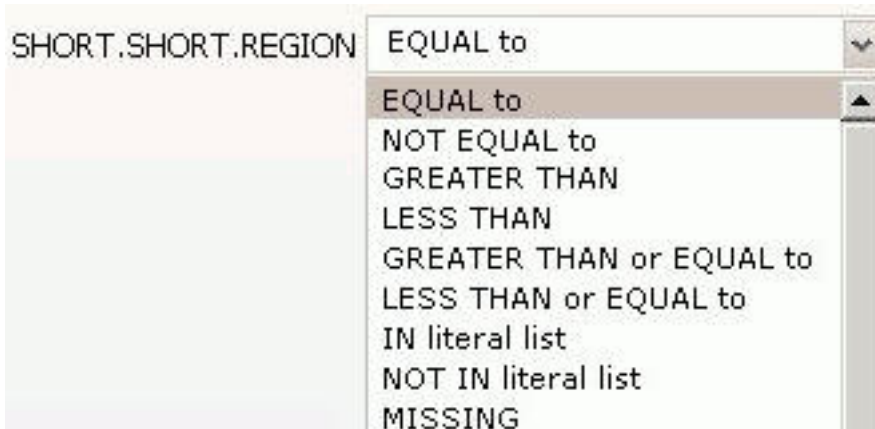 SHORT.SHORT.REGION EQUAL to
EQUAL to
NOT EQUAL to
GREATER THAN
LESS THAN
GREATER THAN or EQUAL to
LESS THAN or EQUAL to
IN literal list
NOT IN literal list
MISSING